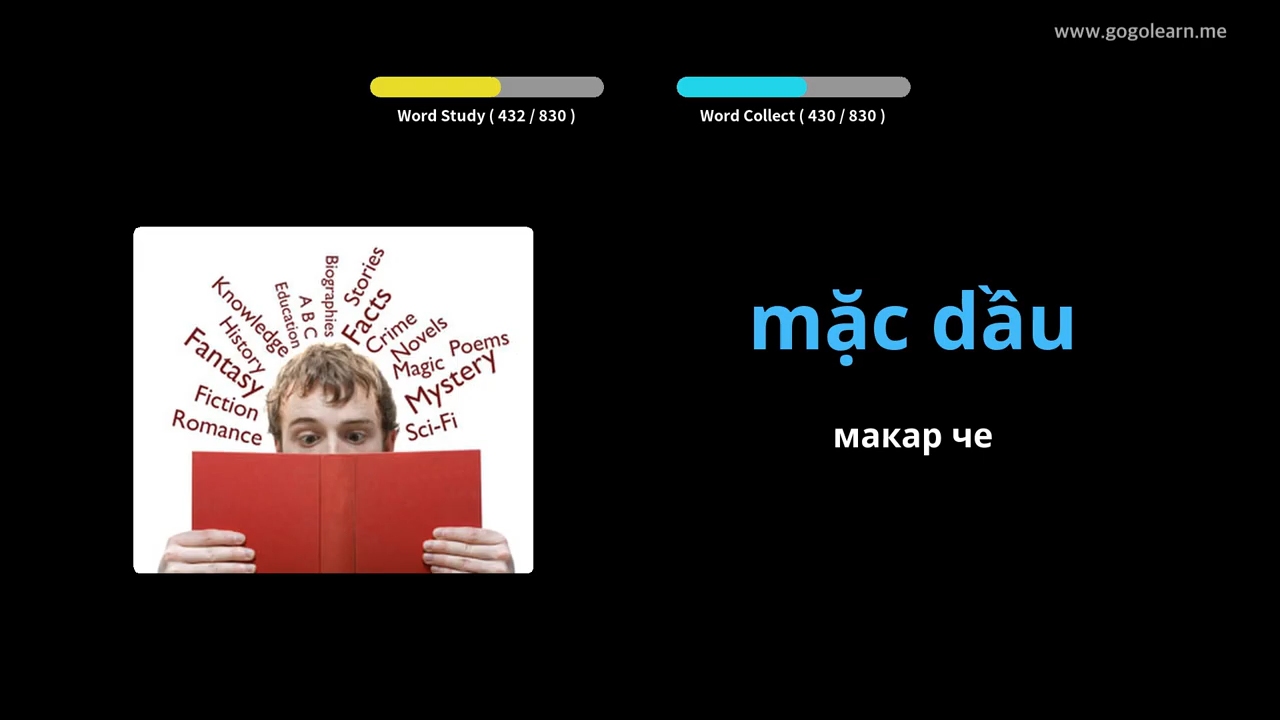 www.gogolearn.me
Word Study ( 432 / 830 )
Word Collect ( 430 / 830 )
Biographies
Stories
Education
A B C
Facts
Knowledge
Crime
History
Novels
Poems
Fantasy
Magic
Mystery
Fiction
Romance
Sci-Fi
mặc dầu
макар че